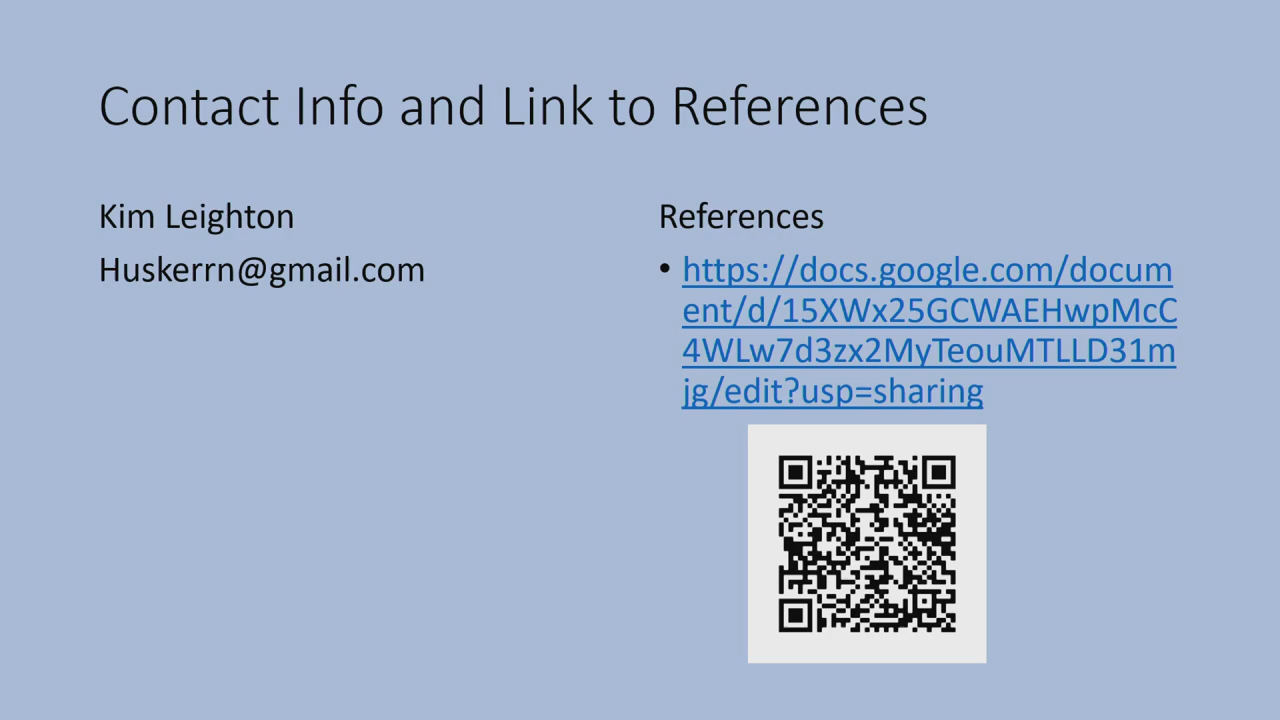 Contact Info and Link to References
Kim Leighton
Huskerrn@gmail.com
References
• https://docs.google.com/docum
ent/d/15XWx25GCWAEHwpMcC
4WLw7d3zx2MyTeouMTLLD31m
jg/edit?usp=sharing